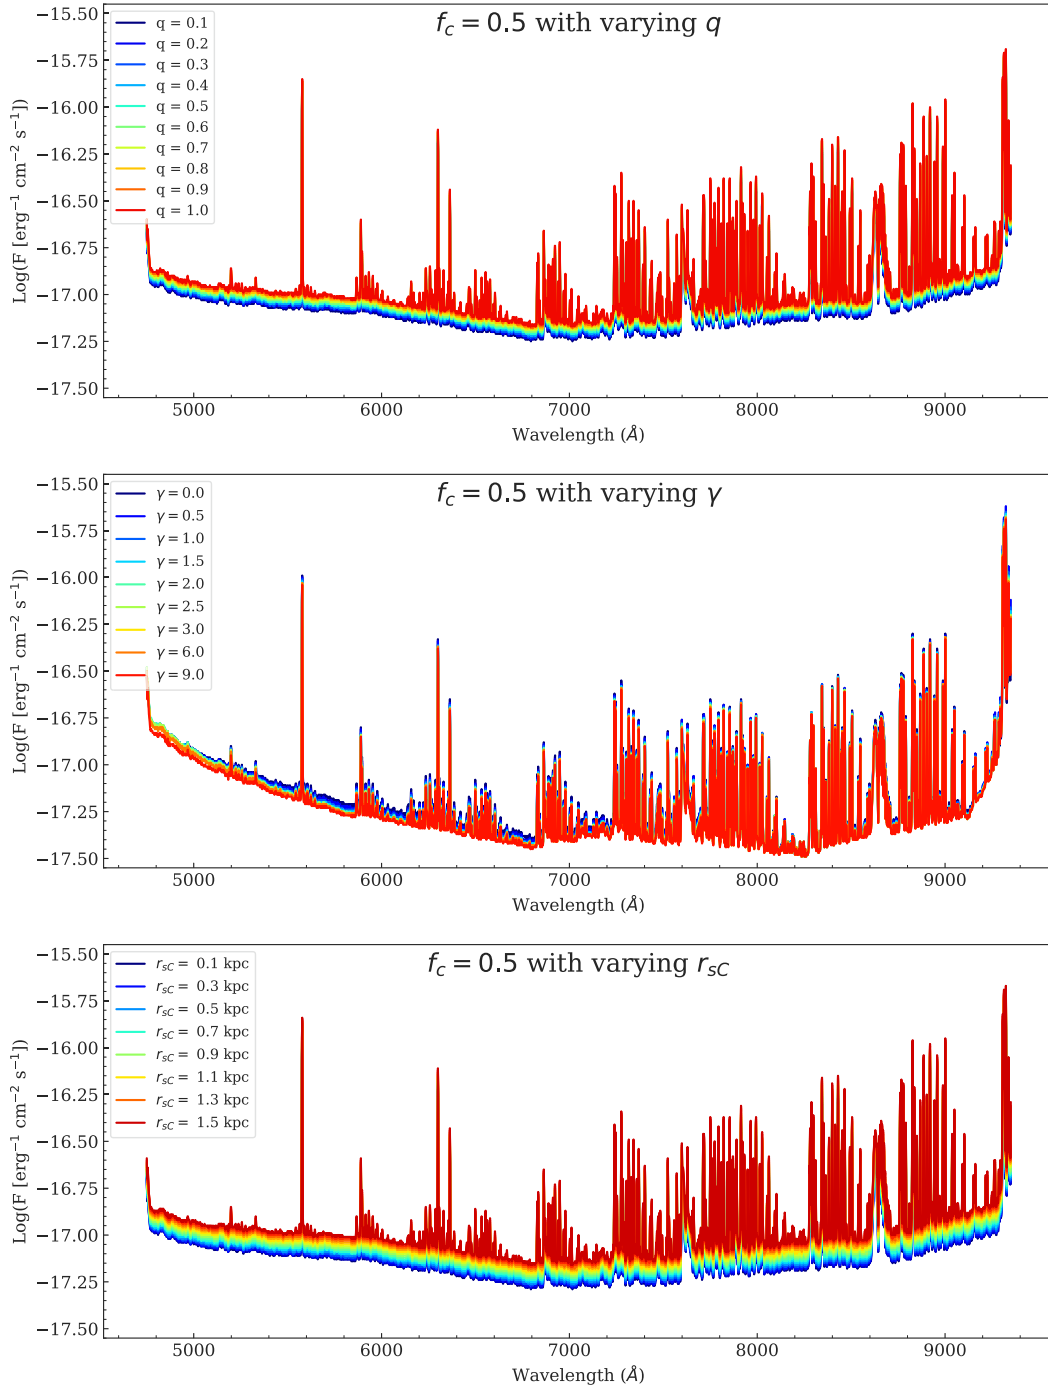 f_c = 0.5 with varying q
q = 0.1
q = 0.2
q = 0.3
q = 0.4
q = 0.5
q = 0.6
q = 0.7
q = 0.8
q = 0.9
q = 1.0
Log(F [erg⁻¹ cm⁻² s⁻¹])
−15.50
−15.75
−16.00
−16.25
−16.50
−16.75
−17.00
−17.25
−17.50
5000 6000 7000 8000 9000
Wavelength (Å)
f_c = 0.5 with varying γ
γ = 0.0
γ = 0.5
γ = 1.0
γ = 1.5
γ = 2.0
γ = 2.5
γ = 3.0
γ = 6.0
γ = 9.0
Log(F [erg⁻¹ cm⁻² s⁻¹])
−15.50
−15.75
−16.00
−16.25
−16.50
−16.75
−17.00
−17.25
−17.50
5000 6000 7000 8000 9000
Wavelength (Å)
f_c = 0.5 with varying r_sC
r_sC = 0.1 kpc
r_sC = 0.3 kpc
r_sC = 0.5 kpc
r_sC = 0.7 kpc
r_sC = 0.9 kpc
r_sC = 1.1 kpc
r_sC = 1.3 kpc
r_sC = 1.5 kpc
Log(F [erg⁻¹ cm⁻² s⁻¹])
−15.50
−15.75
−16.00
−16.25
−16.50
−16.75
−17.00
−17.25
−17.50
5000 6000 7000 8000 9000
Wavelength (Å)